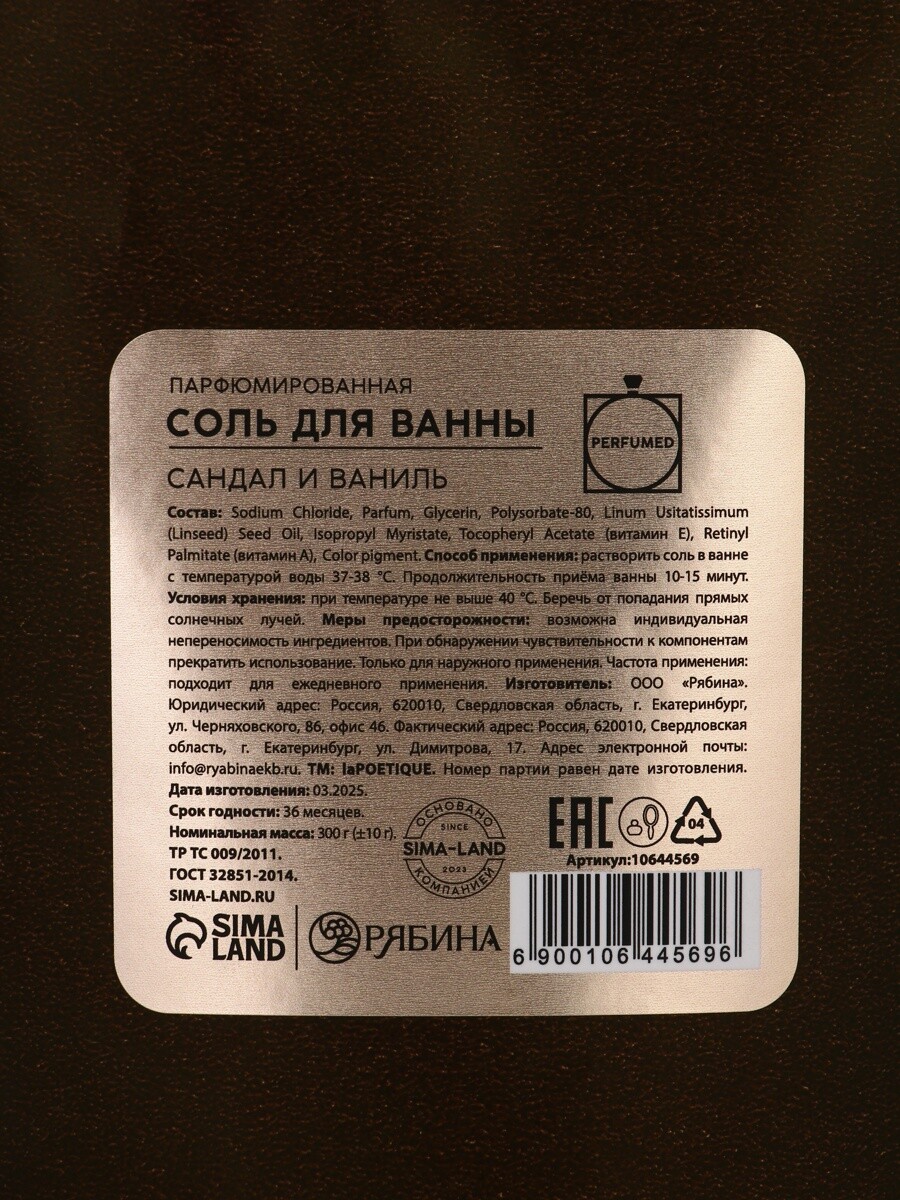 ПАРФЮМИРОВАННАЯ
СОЛЬ ДЛЯ ВАННЫ
САНДАЛ И ВАНИЛЬ
PERFUMED
Состав: Sodium Chloride, Parfum, Glycerin, Polysorbate-80, Linum Usitatissimum
(Linseed) Seed Oil, Isopropyl Myristate, Tocopheryl Acetate (витамин Е), Retinyl
Palmitate (витамин А), Color pigment. Способ применения: растворить соль в ванне
с температурой воды 37-38 °С. Продолжительность приёма ванны 10-15 минут.
Условия хранения: при температуре не выше 40 °С. Беречь от попадания прямых
солнечных лучей. Меры предосторожности: возможна индивидуальная
непереносимость ингредиентов. При обнаружении чувствительности к компонентам
прекратить использование. Только для наружного применения. Частота применения:
подходит для ежедневного применения. Изготовитель: ООО «Рябина».
Юридический адрес: Россия, 620010, Свердловская область, г. Екатеринбург,
ул. Черняховского, 86, офис 46. Фактический адрес: Россия, 620010, Свердловская
область, г. Екатеринбург, ул. Димитрова, 17. Адрес электронной почты:
info@ryabinaekb.ru. ТМ: laPOETIQUE. Номер партии равен дате изготовления.
Дата изготовления: 03.2025.
Срок годности: 36 месяцев.
Номинальная масса: 300 г (±10 г).
ТР ТС 009/2011.
ГОСТ 32851-2014.
SIMA-LAND.RU
ОСНОВАНО
SINCE
SIMA-LAND
2023
КОМПАНИЕЙ
EAC
04
Артикул:10644569
SIMA
LAND
РЯБИНА
6 900106 445696